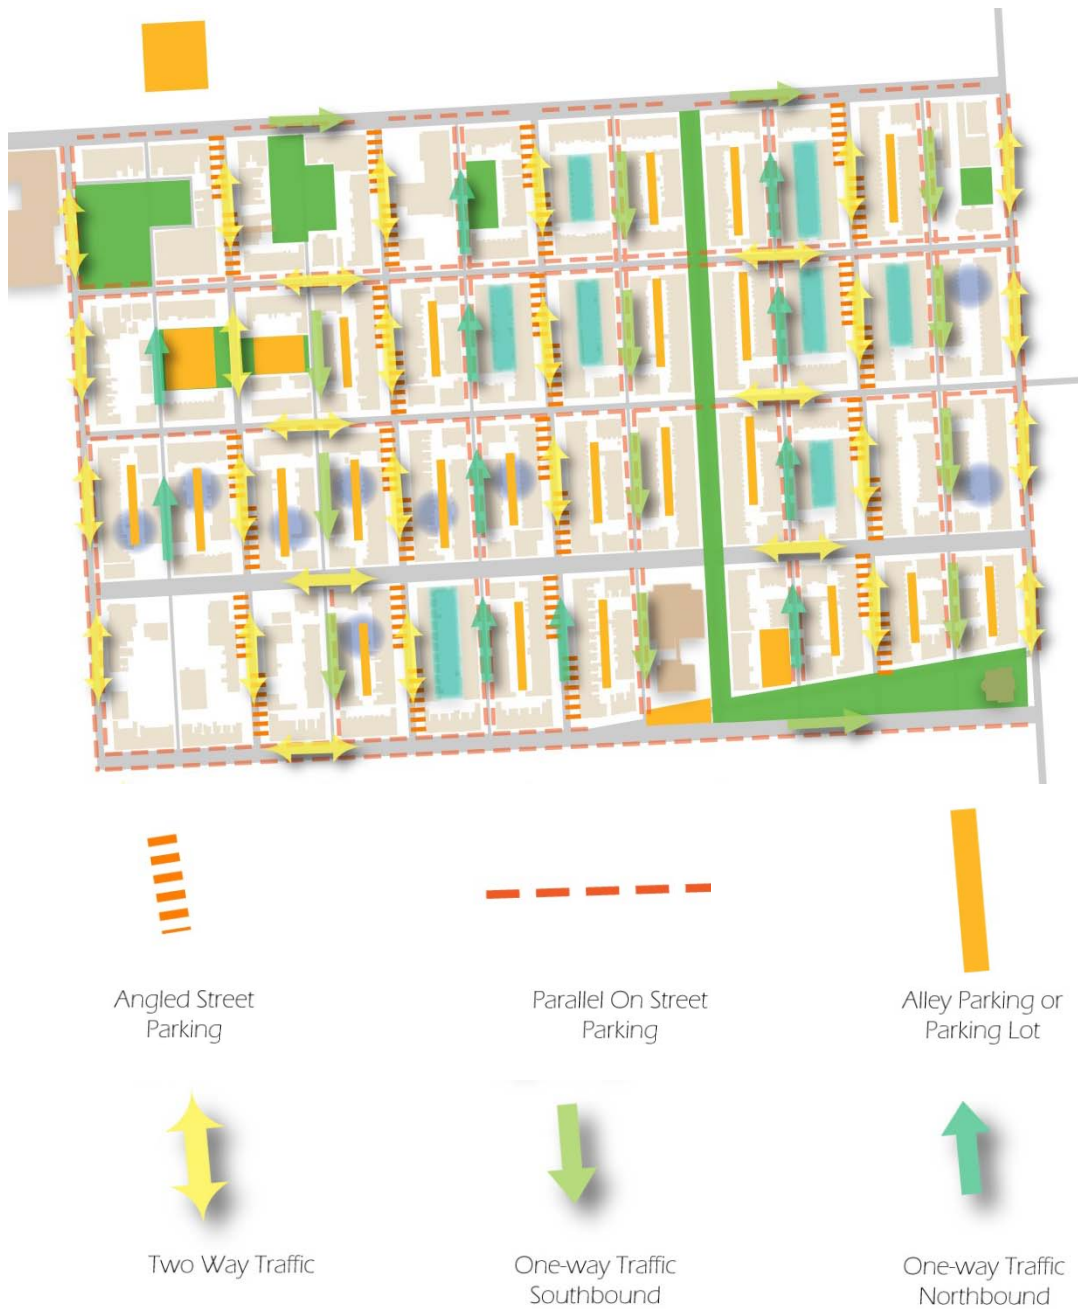 Angled Street
Parking
Parallel On Street
Parking
Alley Parking or
Parking Lot
Two Way Traffic
One-way Traffic
Southbound
One-way Traffic
Northbound